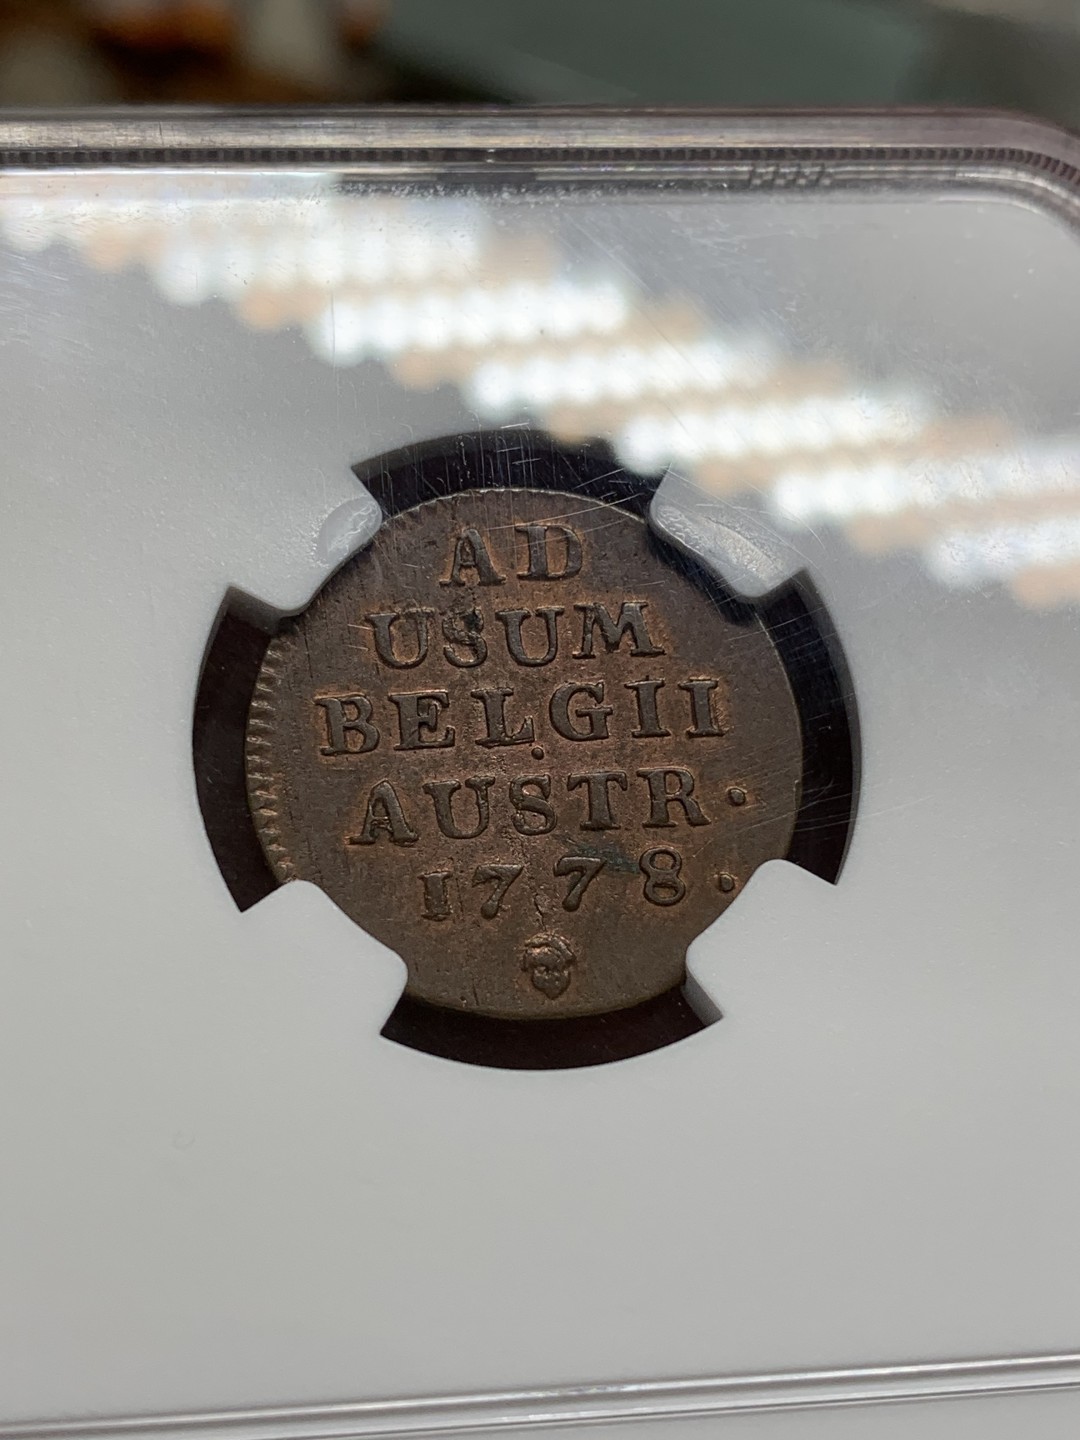 AD
USUM
BELGII
AUSTR.
1778.